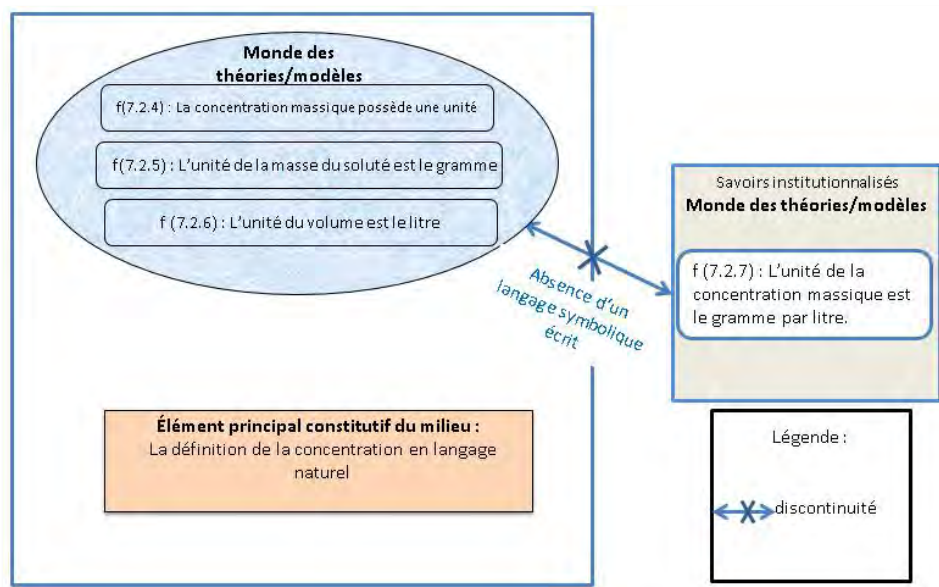 Monde des
théories/modèles
f(7.2.4) : La concentration massique possède une unité
f(7.2.5) : L'unité de la masse du soluté est le gramme
f (7.2.6) : L'unité du volume est le litre
Absence d'un
langage symbolique
écrit
Savoirs institutionnalisés
Monde des théories/modèles
f (7.2.7) : L'unité de la
concentration massique est
le gramme par litre.
Élément principal constitutif du milieu :
La définition de la concentration en langage
naturel
Légende :
discontinuité